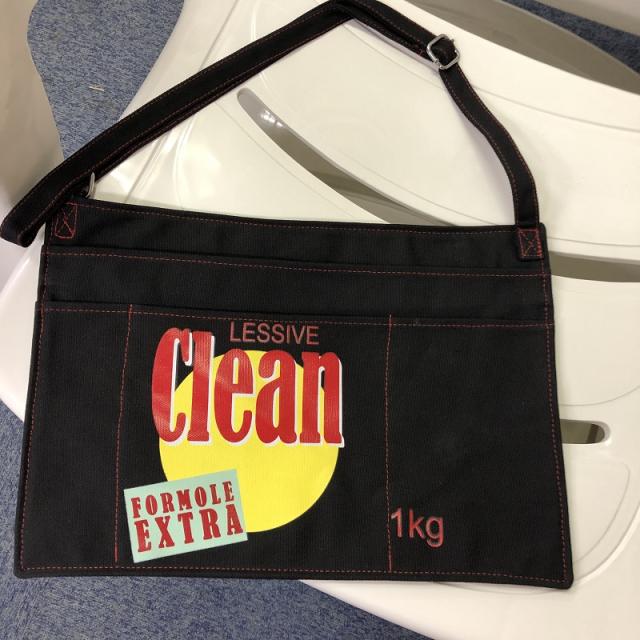 LESSIVE
Clean
FORMOLE
EXTRA
1kg